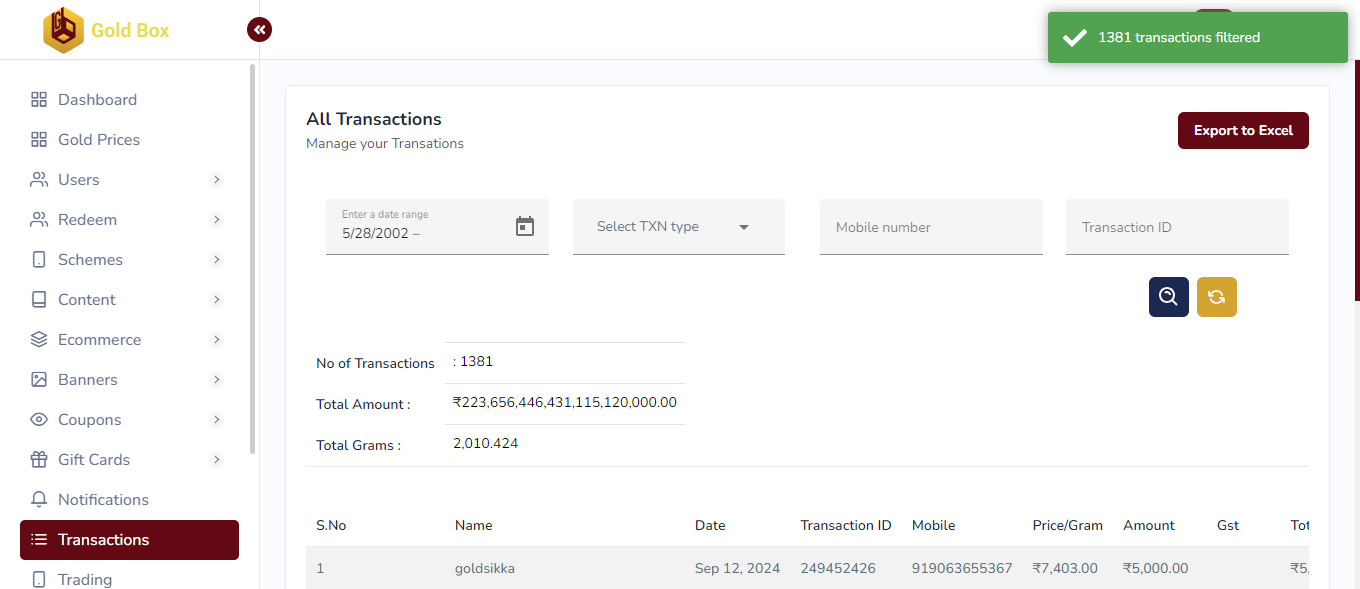 Gold Box
1381 transactions filtered
Dashboard
Gold Prices
Users
Redeem
Schemes
Content
Ecommerce
Banners
Coupons
Gift Cards
Notifications
Transactions
Trading
All Transactions
Manage your Transations
Export to Excel
Enter a date range
5/28/2002 –
Select TXN type
Mobile number
Transaction ID
No of Transactions : 1381
Total Amount : ₹223,656,446,431,115,120,000.00
Total Grams : 2,010.424
S.No Name Date Transaction ID Mobile Price/Gram Amount Gst Tot
1 goldsikka Sep 12, 2024 249452426 919063655367 ₹7,403.00 ₹5,000.00 ₹5,